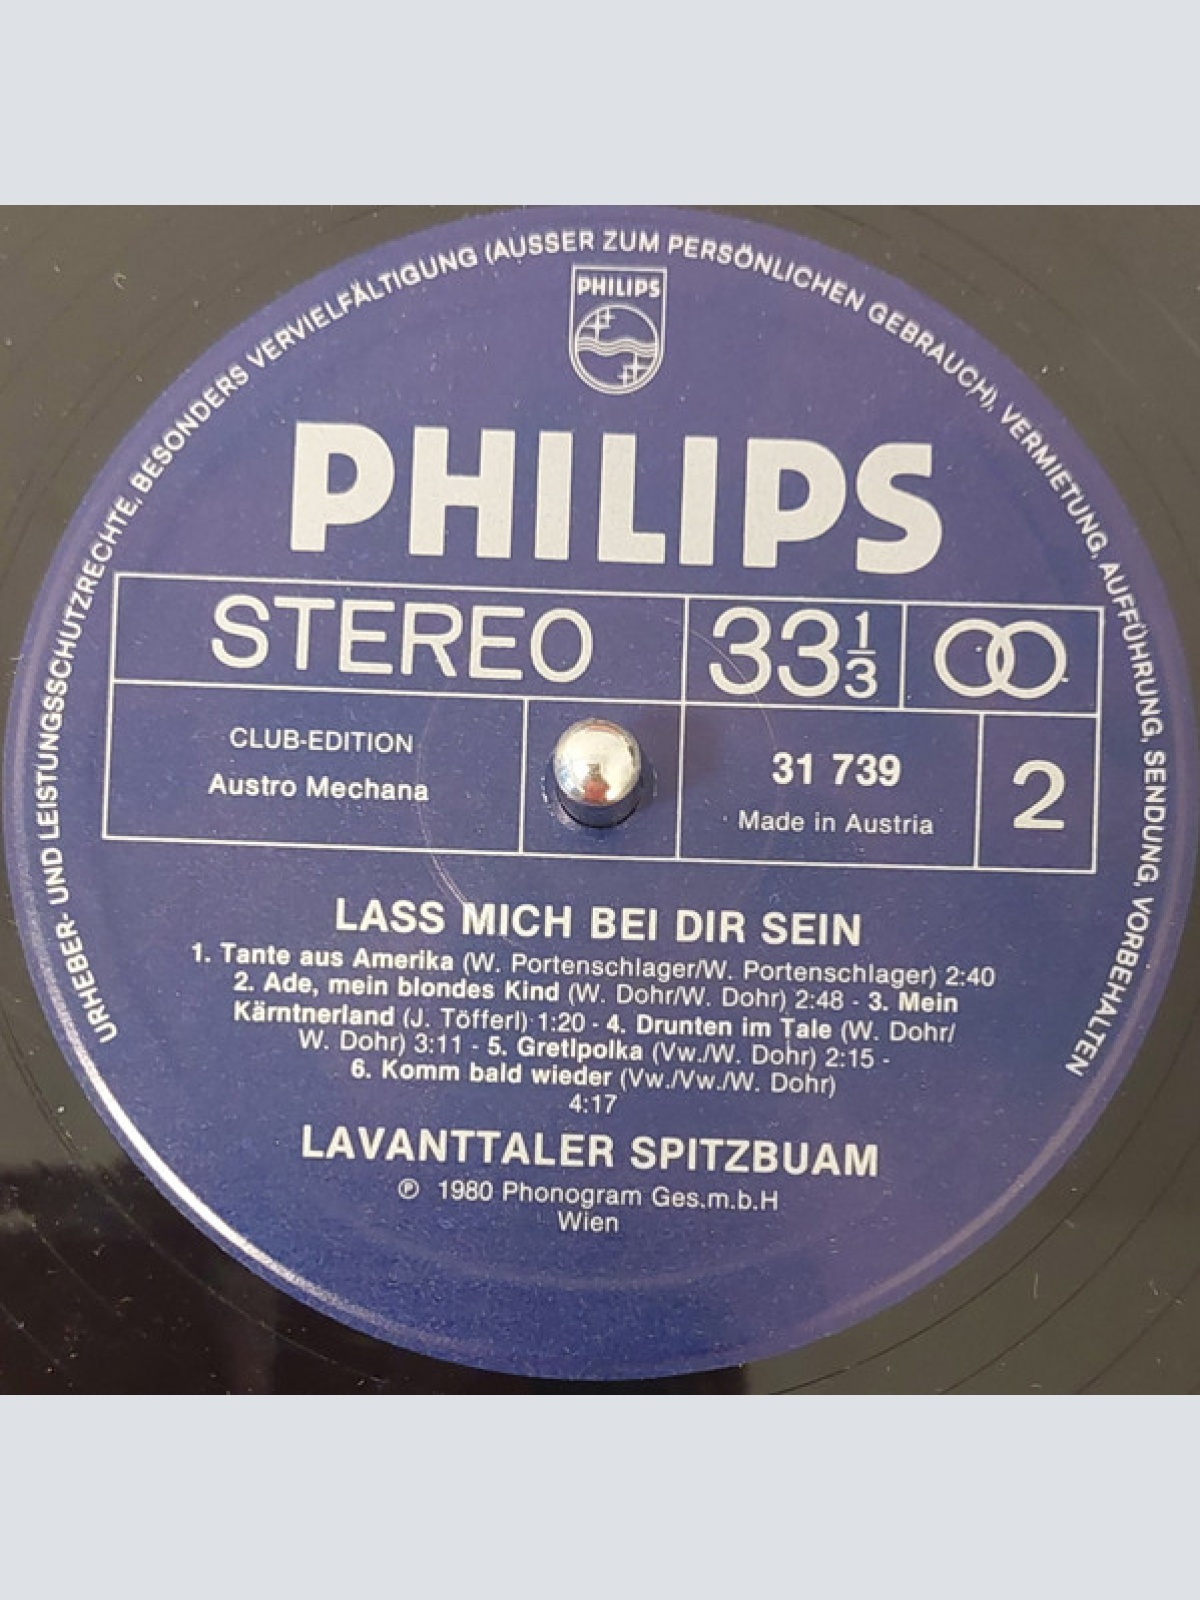 URHEBER- UND LEISTUNGSSCHUTZRECHTE, BESONDERS VERVIELFÄLTIGUNG (AUSSER ZUM PERSÖNLICHEN GEBRAUCH), VERMIETUNG, AUFFÜHRUNG, SENDUNG, VORBEHALTEN
PHILIPS
PHILIPS
STEREO 33 1/3
CLUB-EDITION
Austro Mechana
31 739
Made in Austria
2
LASS MICH BEI DIR SEIN
1. Tante aus Amerika (W. Portenschlager/W. Portenschlager) 2:40
2. Ade, mein blondes Kind (W. Dohr/W. Dohr) 2:48 - 3. Mein
Kärntnerland (J. Töfferl) 1:20 - 4. Drunten im Tale (W. Dohr/
W. Dohr) 3:11 - 5. Gretlpolka (Vw./W. Dohr) 2:15 -
6. Komm bald wieder (Vw./Vw./W. Dohr)
4:17
LAVANTTALER SPITZBUAM
℗ 1980 Phonogram Ges.m.b.H
Wien